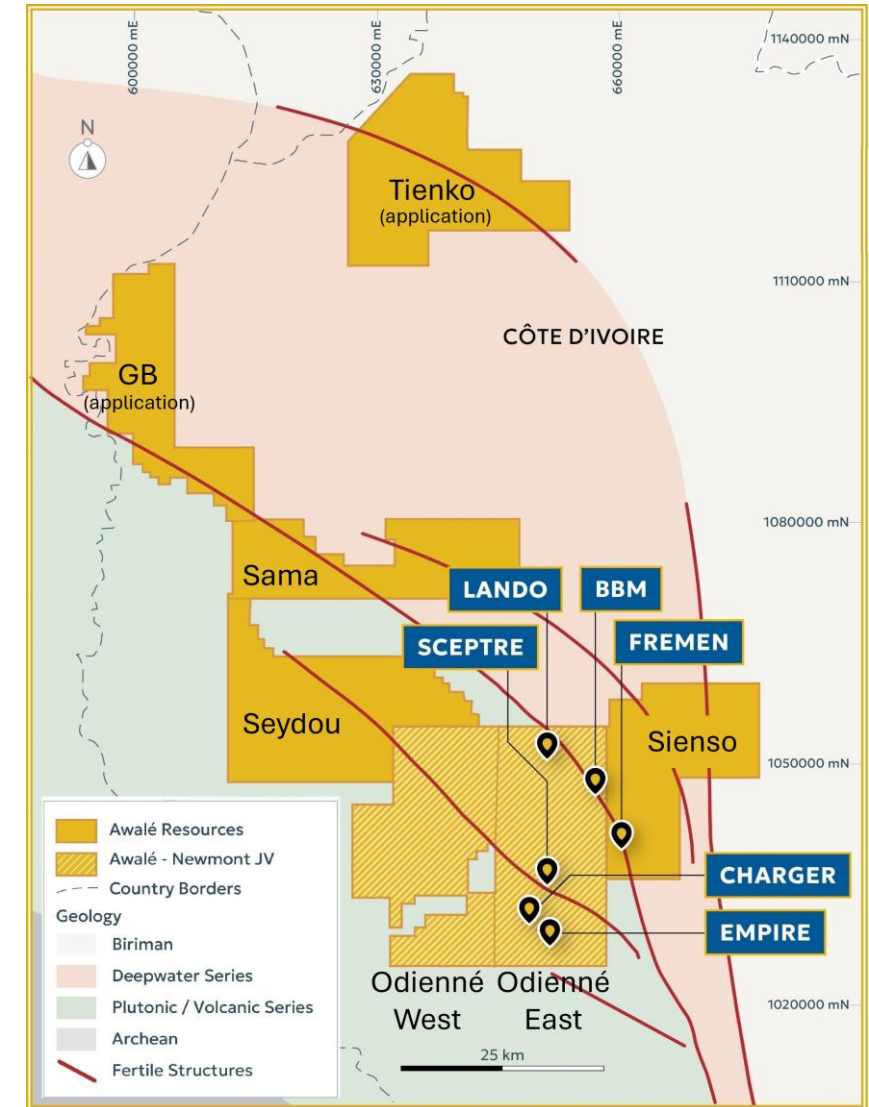 600000 mE
630000 mE
660000 mE
1140000 mN
N
Tienko
(application)
1110000 mN
CÔTE D'IVOIRE
GB
(application)
1080000 mN
Sama
LANDO
BBM
SCEPTRE
FREMEN
Seydou
Sienso
1050000 mN
CHARGER
EMPIRE
Odienné
West
Odienné
East
1020000 mN
25 km
Awalé Resources
Awalé - Newmont JV
Country Borders
Geology
Biriman
Deepwater Series
Plutonic / Volcanic Series
Archean
Fertile Structures